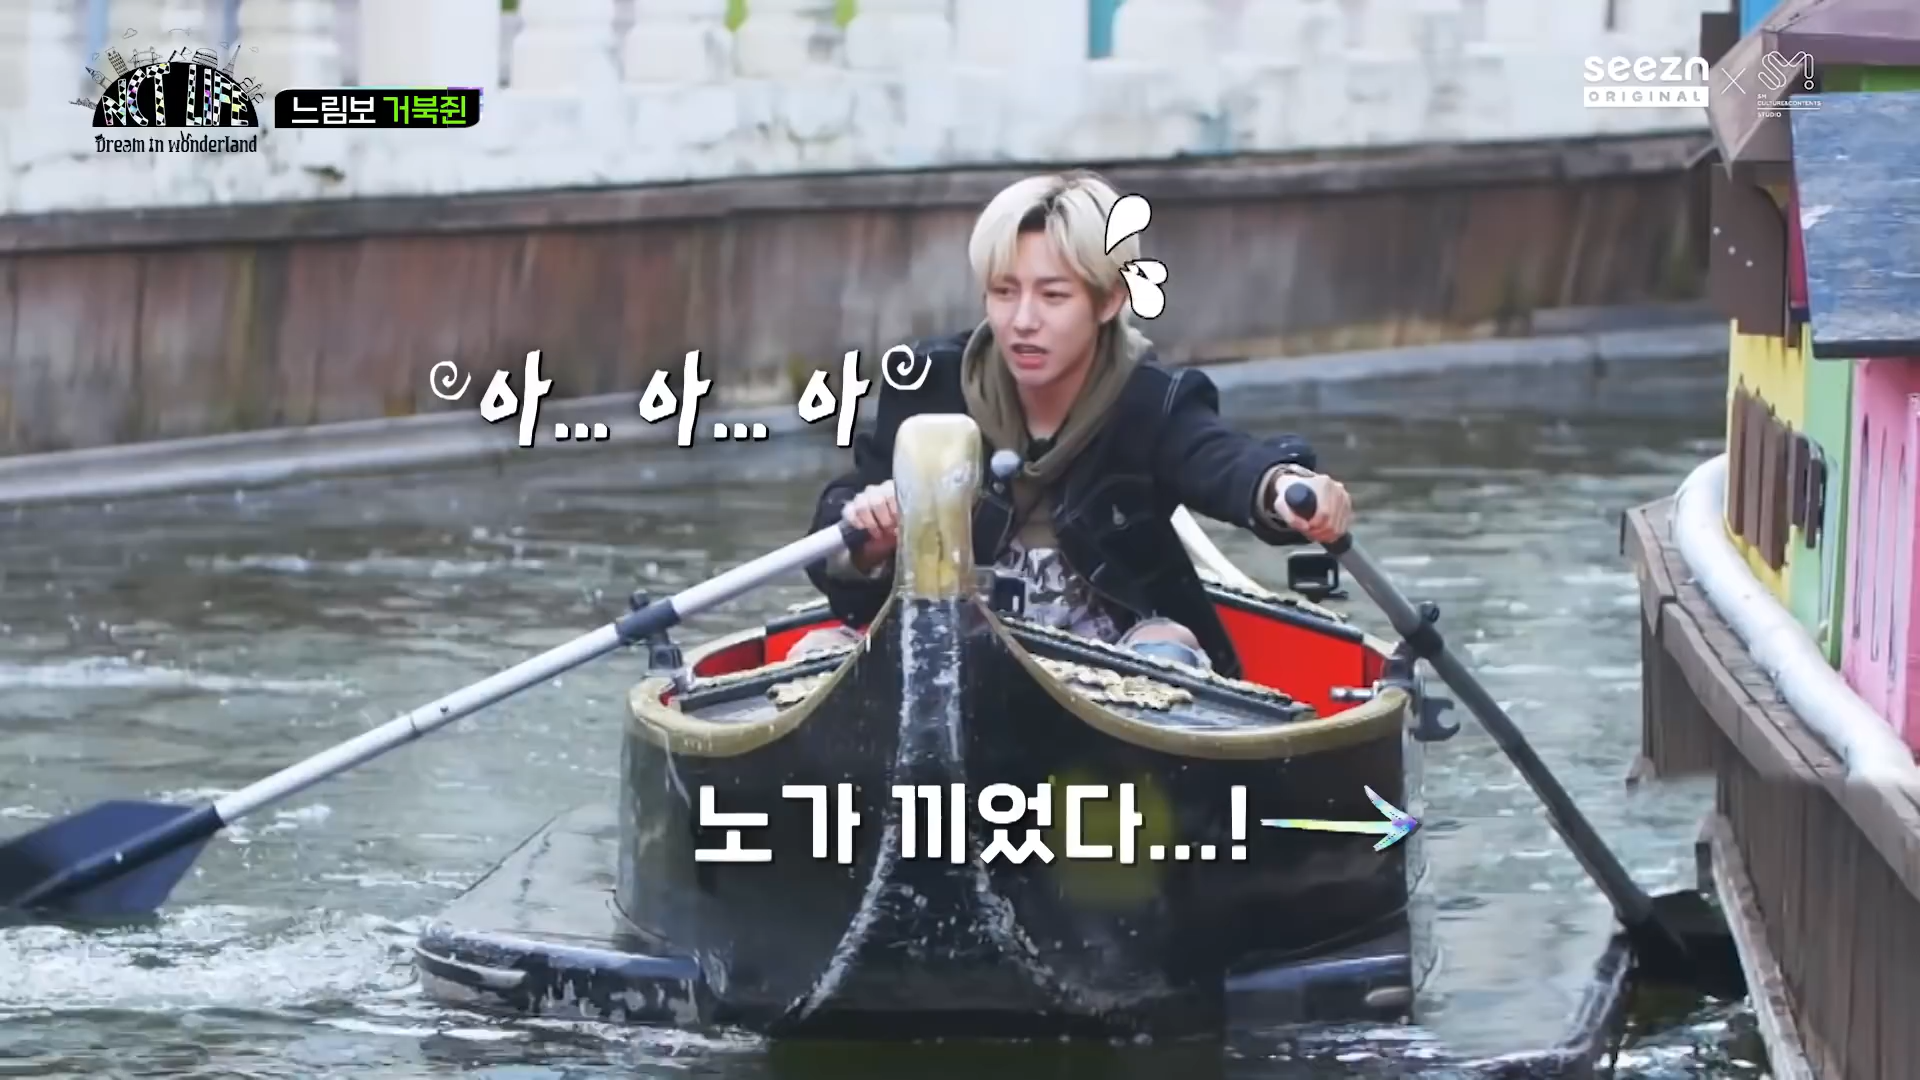 NCT LIFE
Dream in wonderland
느림보 거북쥔
seezn
ORIGINAL
×
SM!
SM
CULTURE&CONTENTS
STUDIO
아... 아... 아
노가 끼었다...!